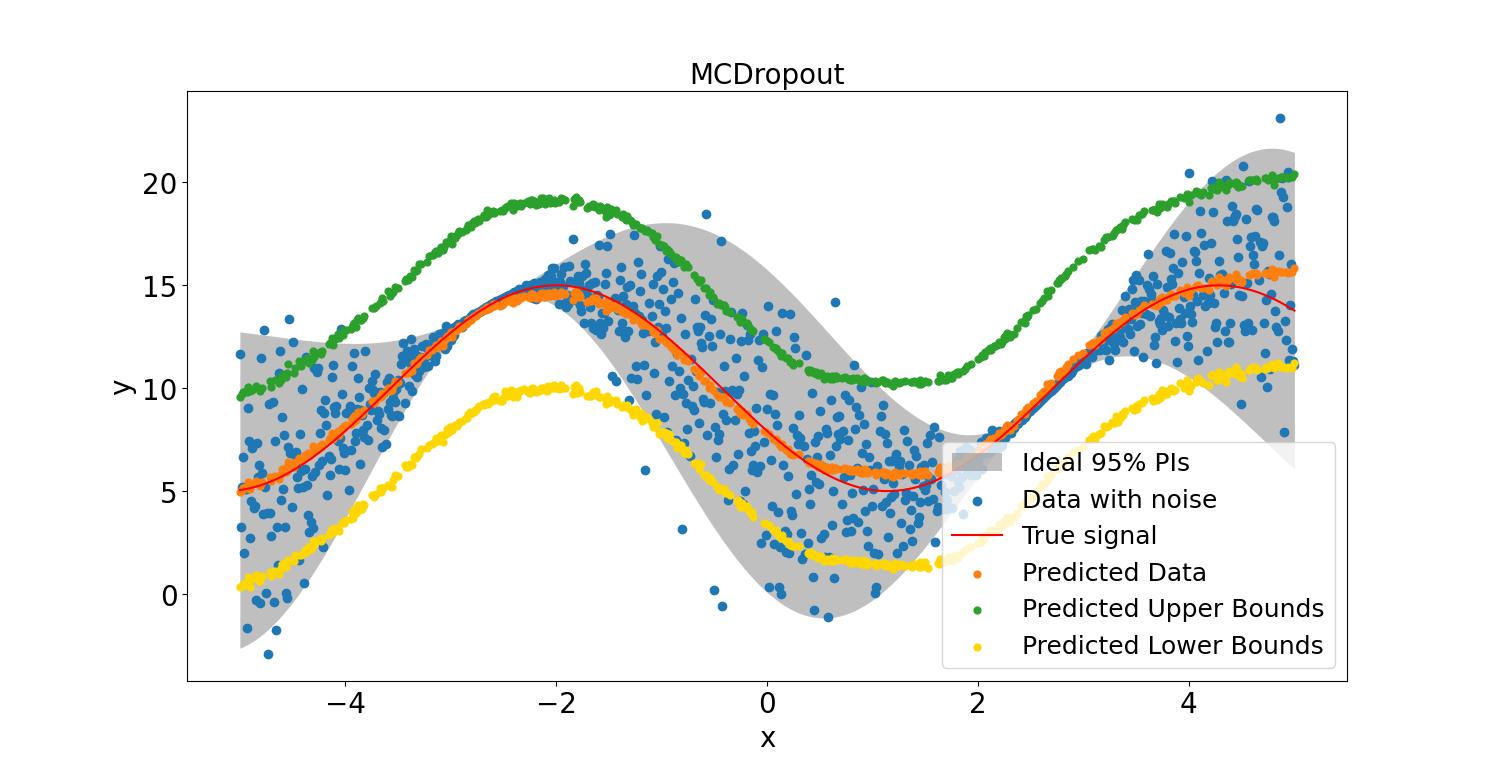 MCDropout
y
20
15
10
5
0
−4
−2
0
2
4
x
Ideal 95% PIs
Data with noise
True signal
Predicted Data
Predicted Upper Bounds
Predicted Lower Bounds